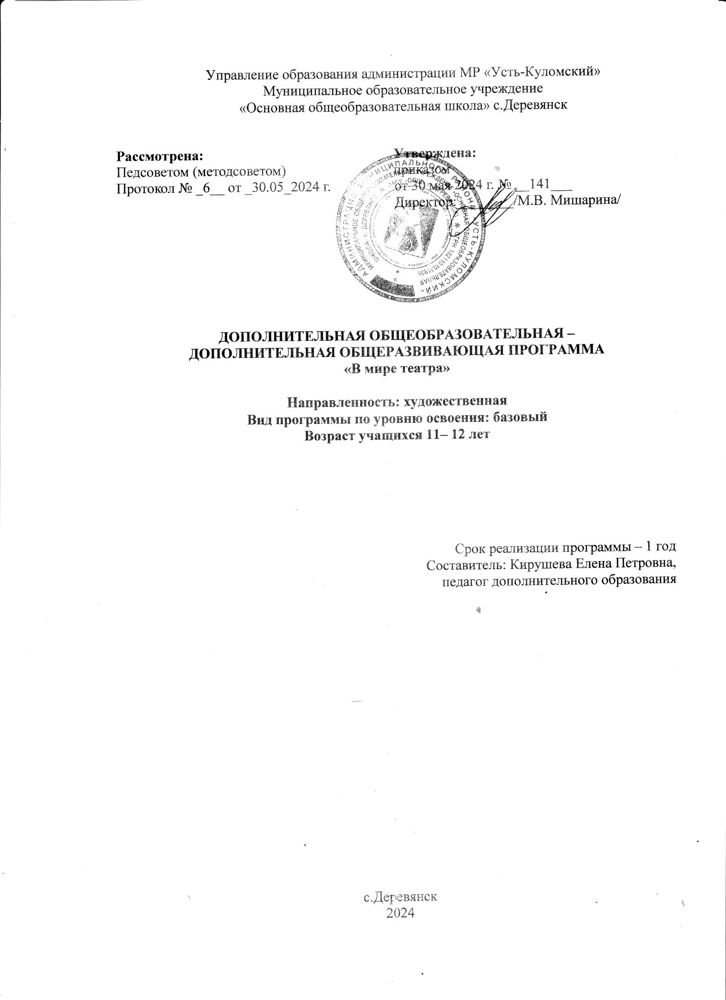 Управление образования администрации МР «Усть-Куломский»
Муниципальное образовательное учреждение
«Основная общеобразовательная школа» с.Деревянск
Рассмотрена:
Педсоветом (методсоветом)
Протокол № _6__ от _30.05_2024 г.
Утверждена:
приказом
от 30 мая 2024 г. № __141___
Директор: ________/М.В. Мишарина/
ДОПОЛНИТЕЛЬНАЯ ОБЩЕОБРАЗОВАТЕЛЬНАЯ –
ДОПОЛНИТЕЛЬНАЯ ОБЩЕРАЗВИВАЮЩАЯ ПРОГРАММА
«В мире театра»
Направленность: художественная
Вид программы по уровню освоения: базовый
Возраст учащихся 11– 12 лет
Срок реализации программы – 1 год
Составитель: Кирушева Елена Петровна,
педагог дополнительного образования
с.Деревянск
2024